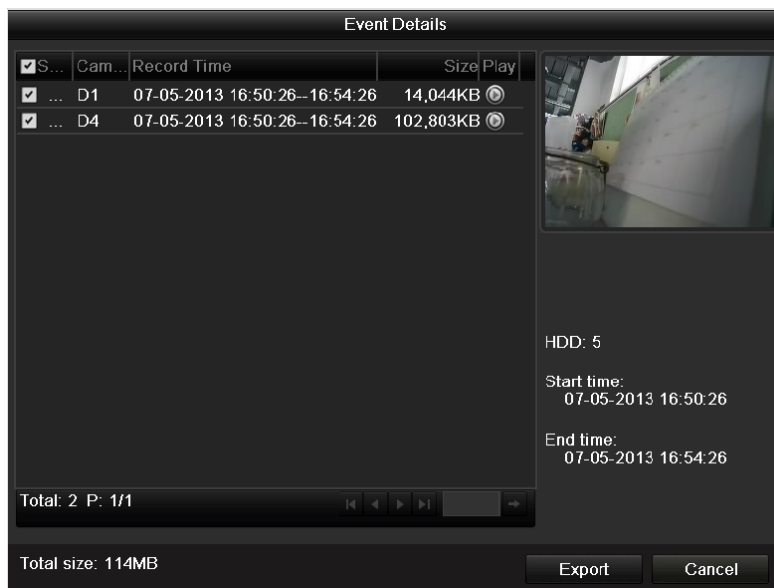 Event Details
S... Cam... Record Time Size Play
... D1 07-05-2013 16:50:26--16:54:26 14,044KB
... D4 07-05-2013 16:50:26--16:54:26 102,803KB
HDD: 5
Start time:
07-05-2013 16:50:26
End time:
07-05-2013 16:54:26
Total: 2 P: 1/1
Total size: 114MB
Export Cancel